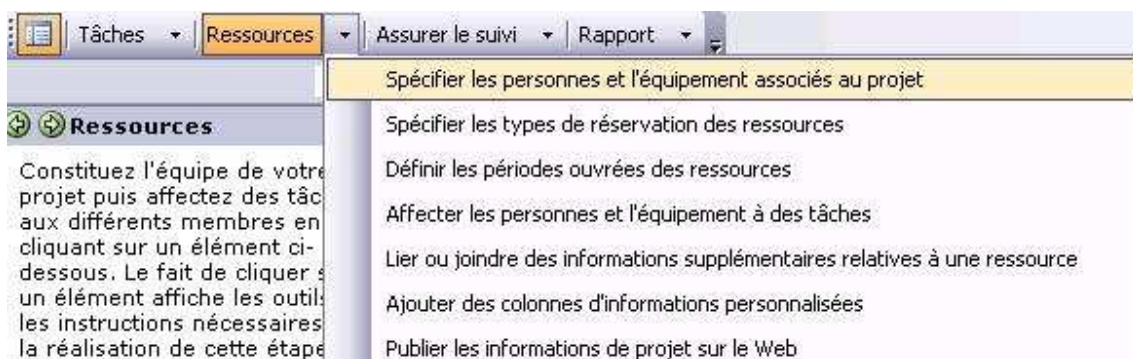 Tâches Ressources Assurer le suivi Rapport
Spécifier les personnes et l'équipement associés au projet
Ressources
Spécifier les types de réservation des ressources
Définir les périodes ouvrées des ressources
Affecter les personnes et l'équipement à des tâches
Lier ou joindre des informations supplémentaires relatives à une ressource
Ajouter des colonnes d'informations personnalisées
Publier les informations de projet sur le Web
Constituez l'équipe de votre
projet puis affectez des
aux différents membres en
cliquant sur un élément ci-
dessous. Le fait de cliquer
un élément affiche les outils
les instructions nécessaires
la réalisation de cette étape